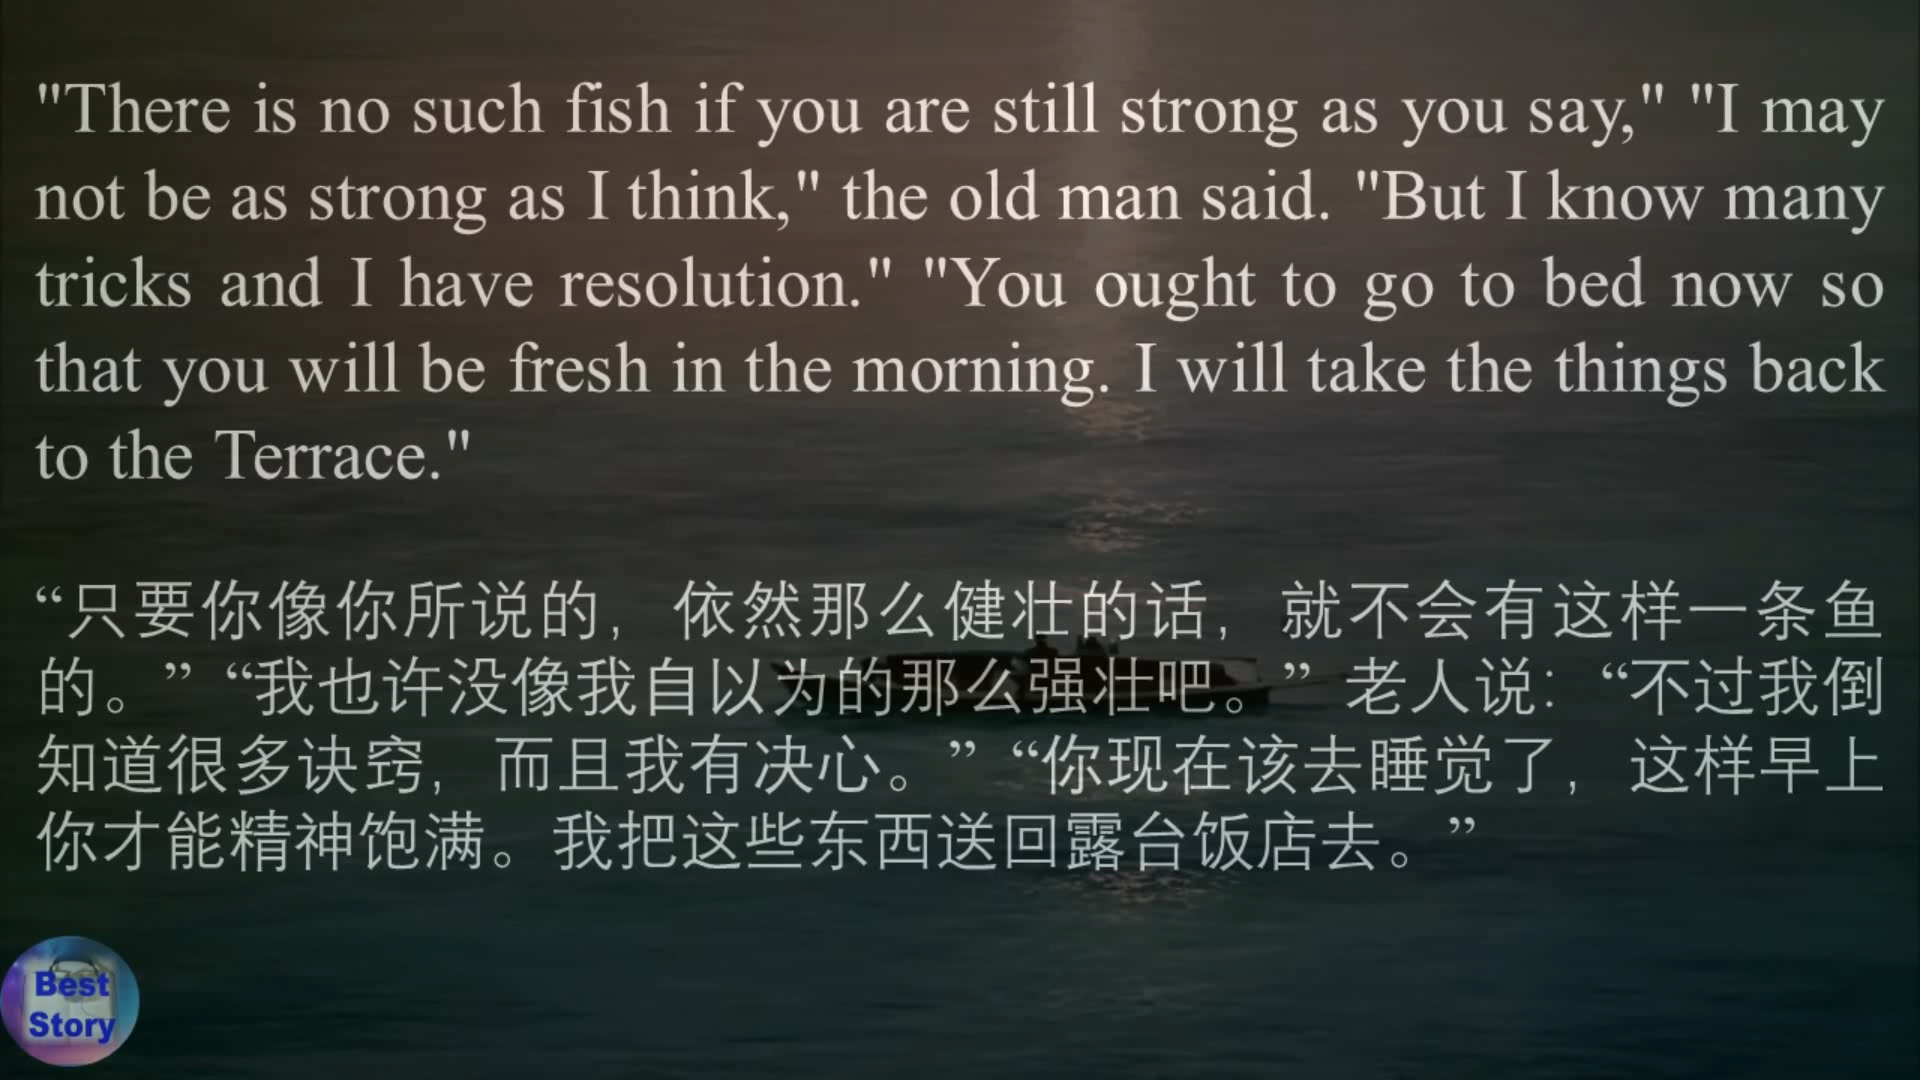 "There is no such fish if you are still strong as you say," "I may
not be as strong as I think," the old man said. "But I know many
tricks and I have resolution." "You ought to go to bed now so
that you will be fresh in the morning. I will take the things back
to the Terrace."
“只要你像你所说的，依然那么健壮的话，就不会有这样一条鱼
的。” “我也许没像我自以为的那么强壮吧。” 老人说：“不过我倒
知道很多诀窍，而且我有决心。” “你现在该去睡觉了，这样早上
你才能精神饱满。我把这些东西送回露台饭店去。”
Best
Story